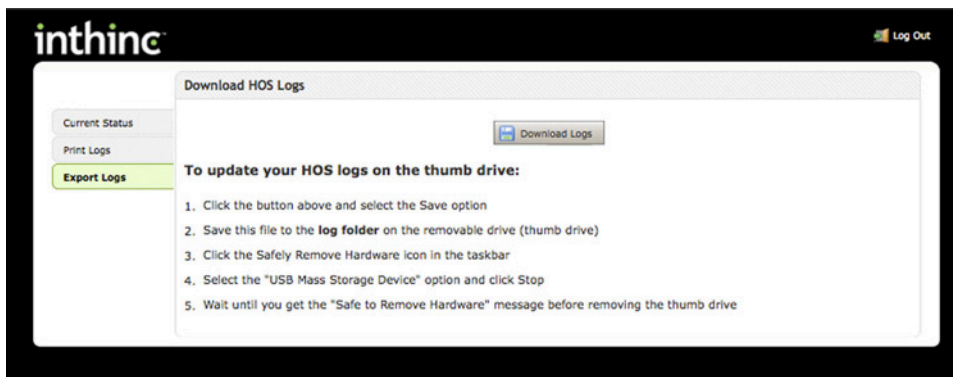 inthinc
Log Out
Download HOS Logs
Current Status
Print Logs
Export Logs
Download Logs
To update your HOS logs on the thumb drive:
1. Click the button above and select the Save option
2. Save this file to the log folder on the removable drive (thumb drive)
3. Click the Safely Remove Hardware icon in the taskbar
4. Select the "USB Mass Storage Device" option and click Stop
5. Wait until you get the "Safe to Remove Hardware" message before removing the thumb drive